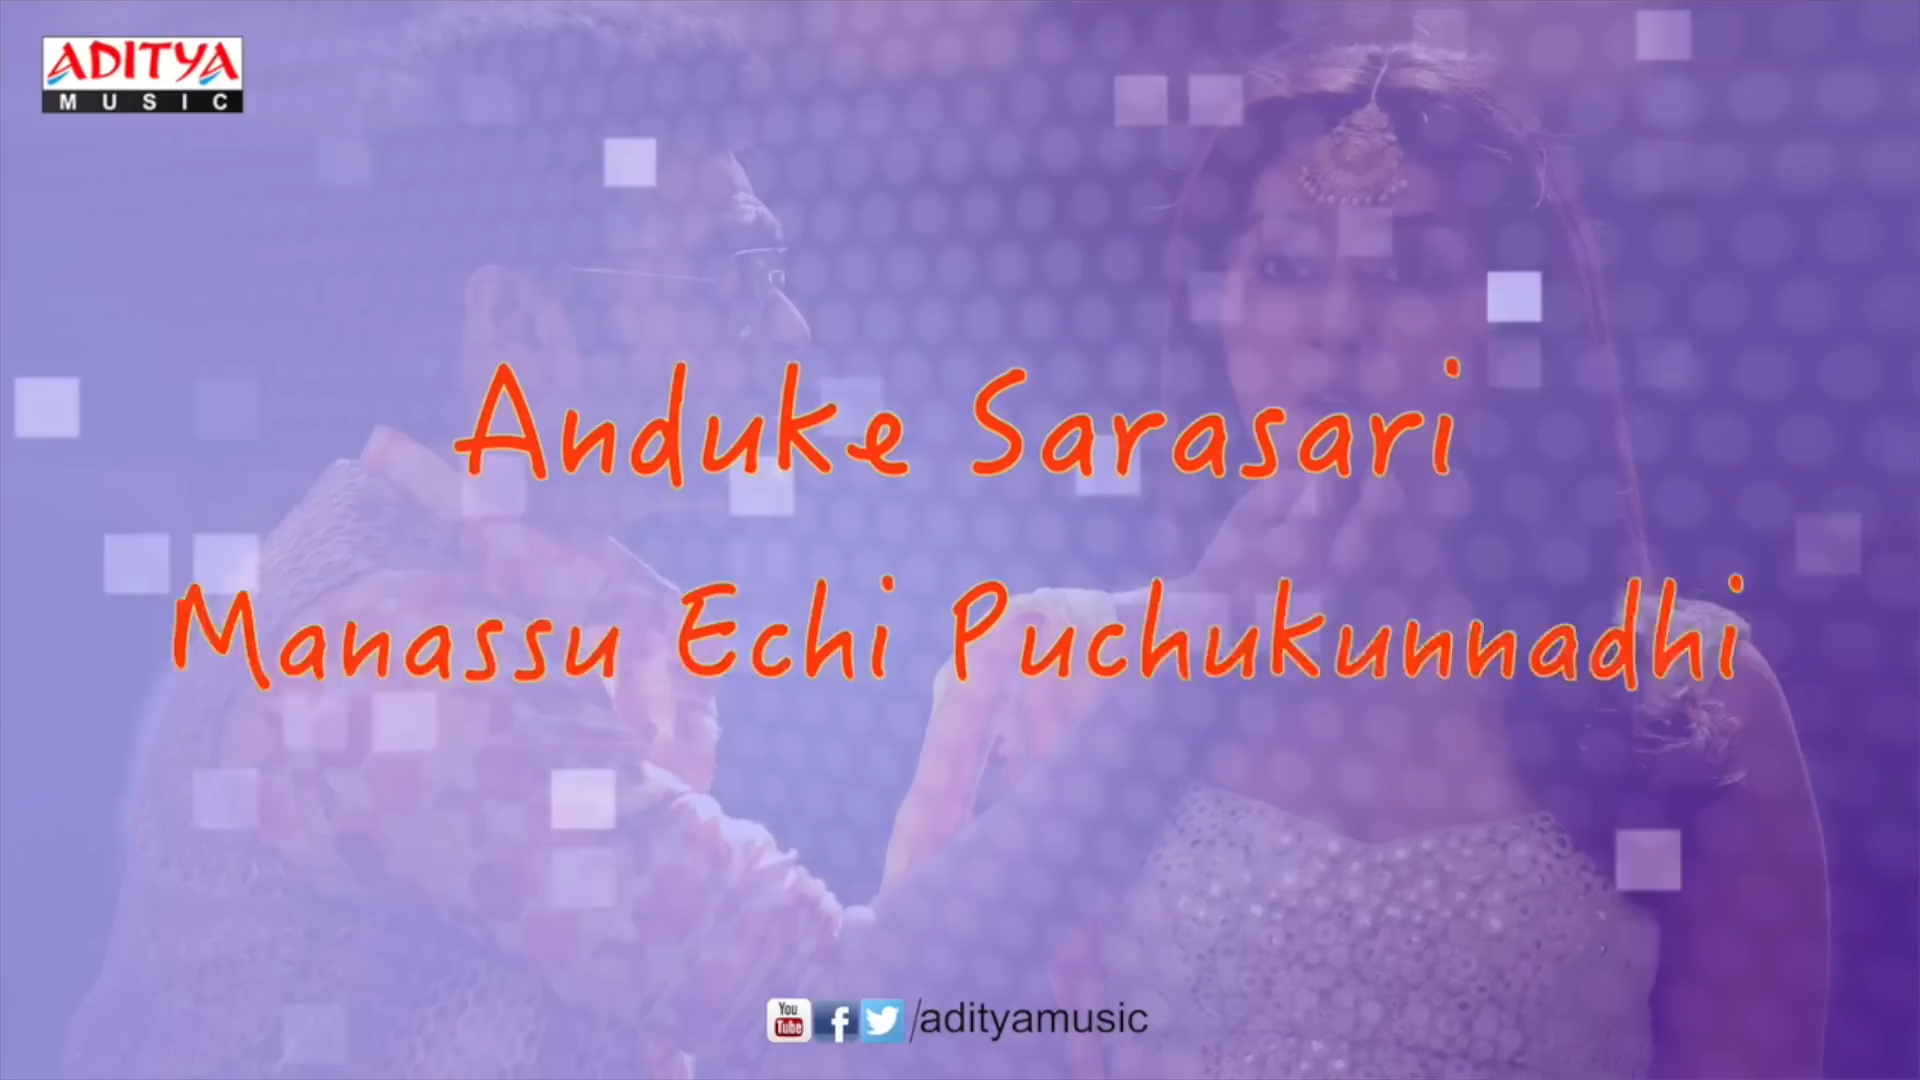 ADITYA
MUSIC
Anduke Sarasari
Manassu Echi Puchukunnadhi
You
Tube
f
/adityamusic